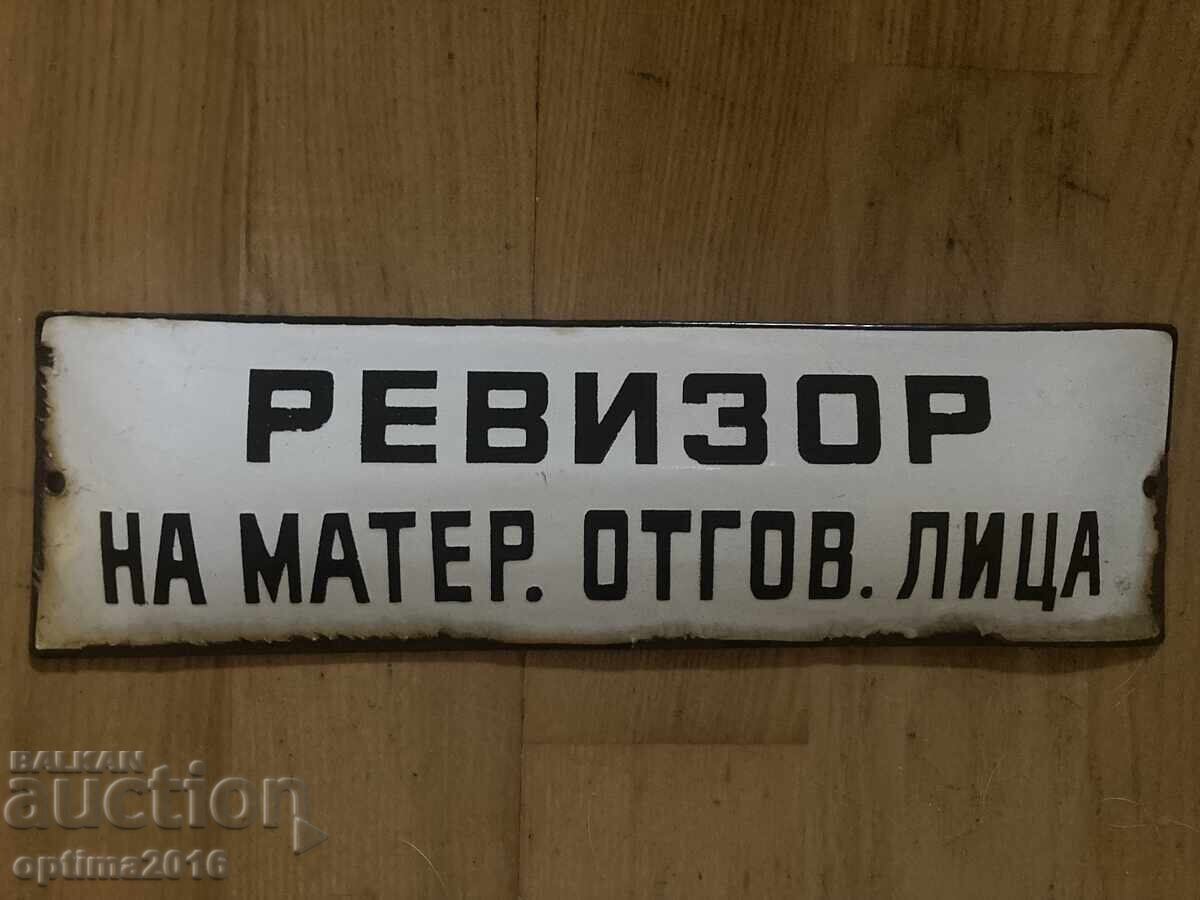 РЕВИЗОР
НА МАТЕР. ОТГОВ. ЛИЦА
BALKAN
auction
optima2016